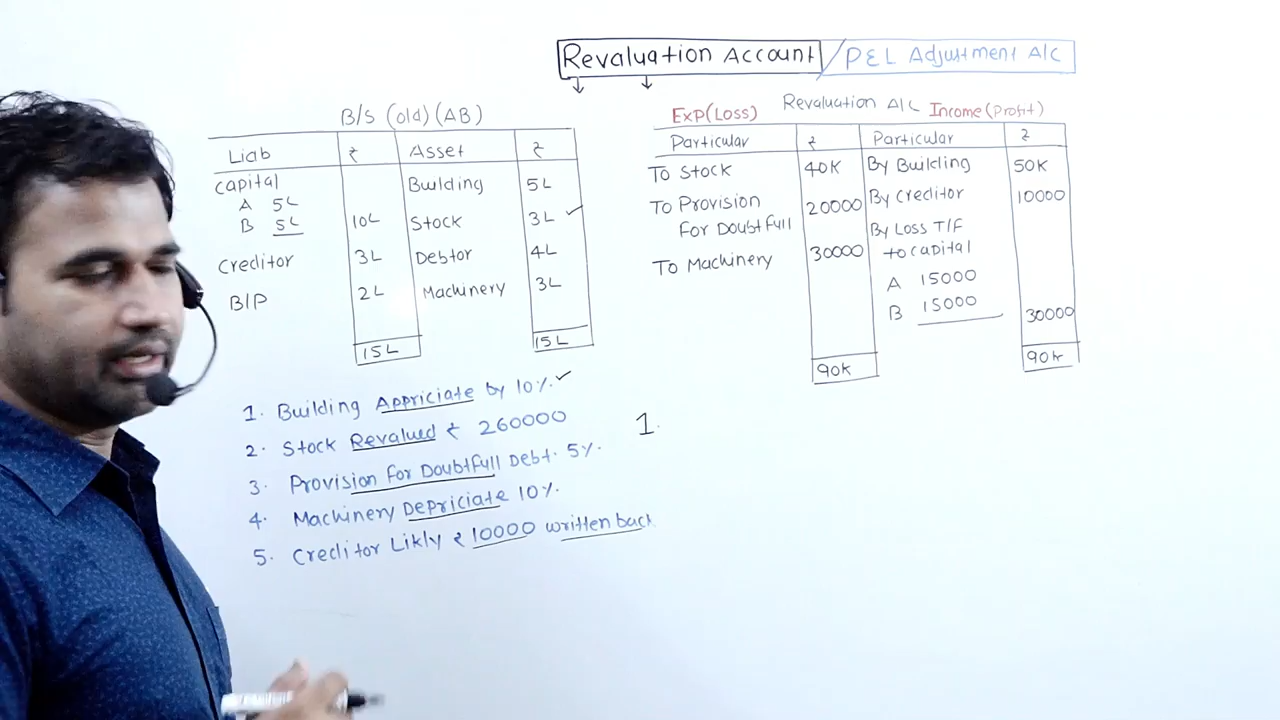 Revaluation Account / P&L Adjustment A/c
B/S (old) (AB)
Liab ₹ Asset ₹
Capital Building 5L
A 5L
B 5L 10L Stock 3L ✓
Creditor 3L Debtor 4L
B/P 2L Machinery 3L
15L 15L
1. Building Appriciate by 10%. ✓
2. Stock Revalued ₹ 260000
3. Provision for Doubtfull Debt. 5%.
4. Machinery Depriciate 10%.
5. Creditor Likly ₹ 10000 written back
Exp(Loss) Revaluation A/c Income(Profit)
Particular ₹ Particular ₹
To Stock 40K By Building 50K
To Provision 20000 By Creditor 10000
For Doubtfull By Loss T/F
To Machinery 30000 to capital
A 15000
B 15000 30000
90K 90K
1.